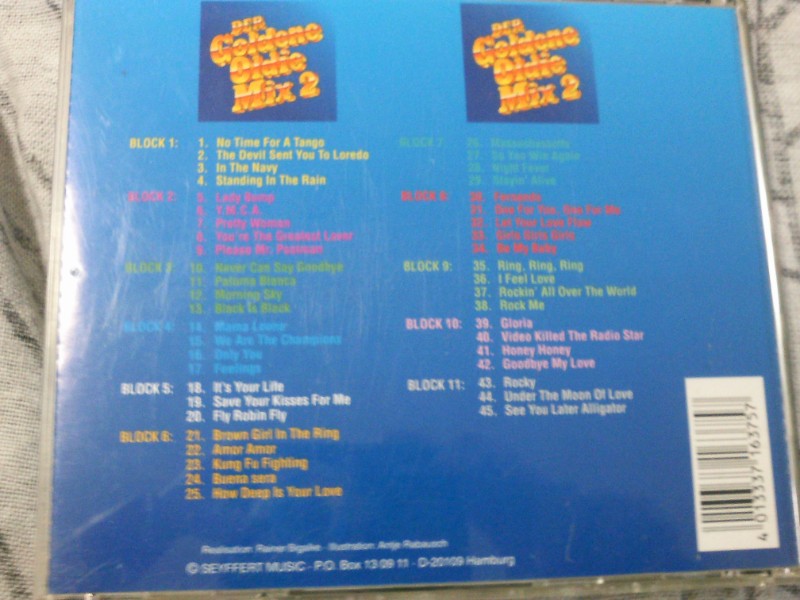 DER
Goldene
Oldie
Mix 2
DER
Goldene
Oldie
Mix 2
BLOCK 1: 1. No Time For A Tango
2. The Devil Sent You To Loredo
3. In The Navy
4. Standing In The Rain
BLOCK 2: 5. Lady Bump
6. Y.M.C.A.
7. Pretty Woman
8. You're The Greatest Lover
9. Please Mr. Postman
BLOCK 3: 10. Never Can Say Goodbye
11. Paloma Blanca
12. Morning Sky
13. Black Is Black
BLOCK 4: 14. Mama Loves
15. We Are The Champions
16. Only You
17. Feelings
BLOCK 5: 18. It's Your Life
19. Save Your Kisses For Me
20. Fly Robin Fly
BLOCK 6: 21. Brown Girl In The Ring
22. Amor Amor
23. Kung Fu Fighting
24. Buena sera
25. How Deep Is Your Love
BLOCK 7: 26. Massachusetts
27. So You Win Again
28. Night Fever
29. Stayin' Alive
BLOCK 8: 30. Fernando
31. One For You, One For Me
32. Let Your Love Flow
33. Girls Girls Girls
34. Be My Baby
BLOCK 9: 35. Ring, Ring, Ring
36. I Feel Love
37. Rockin' All Over The World
38. Rock Me
BLOCK 10: 39. Gloria
40. Video Killed The Radio Star
41. Honey Honey
42. Goodbye My Love
BLOCK 11: 43. Rocky
44. Under The Moon Of Love
45. See You Later Alligator
4 013337 163757
Realisation: Rainer Bigalke · Illustration: Antje Rabausch
© SEYFFERT MUSIC · P.O. Box 13 09 11 · D-20109 Hamburg